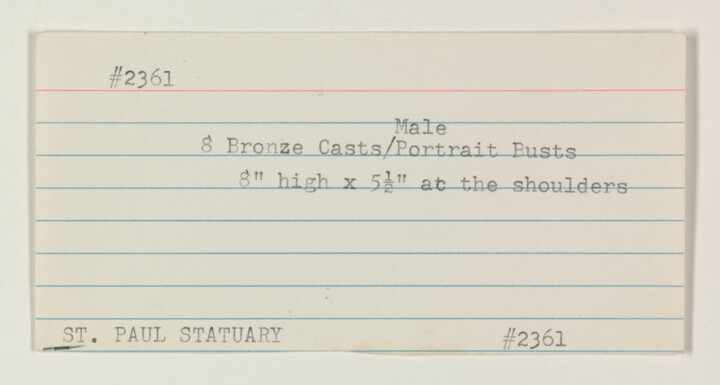 #2361
Male
8 Bronze Casts/Portrait Busts
8" high x 5½" at the shoulders
ST. PAUL STATUARY #2361